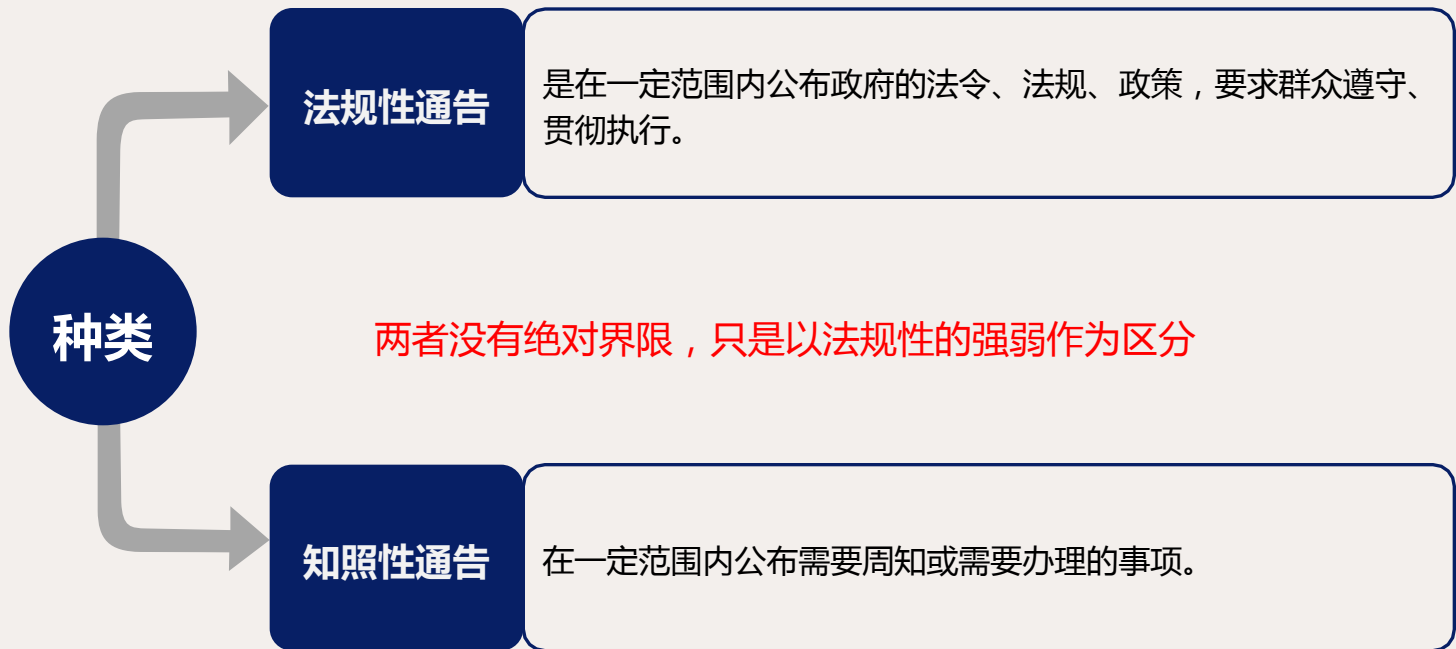 法规性通告
是在一定范围内公布政府的法令、法规、政策，要求群众遵守、
贯彻执行。
种类
两者没有绝对界限，只是以法规性的强弱作为区分
知照性通告
在一定范围内公布需要周知或需要办理的事项。